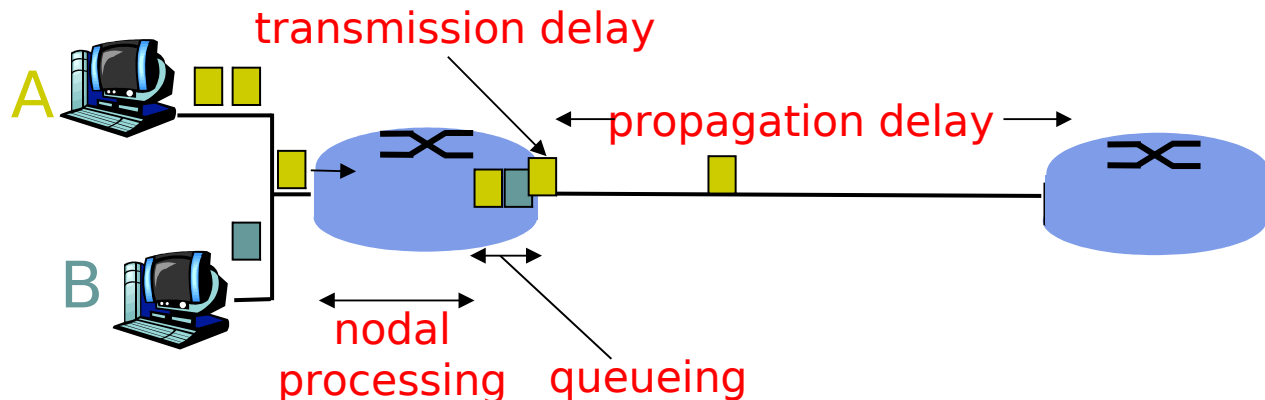 transmission delay
A
propagation delay
B
nodal
processing
queueing